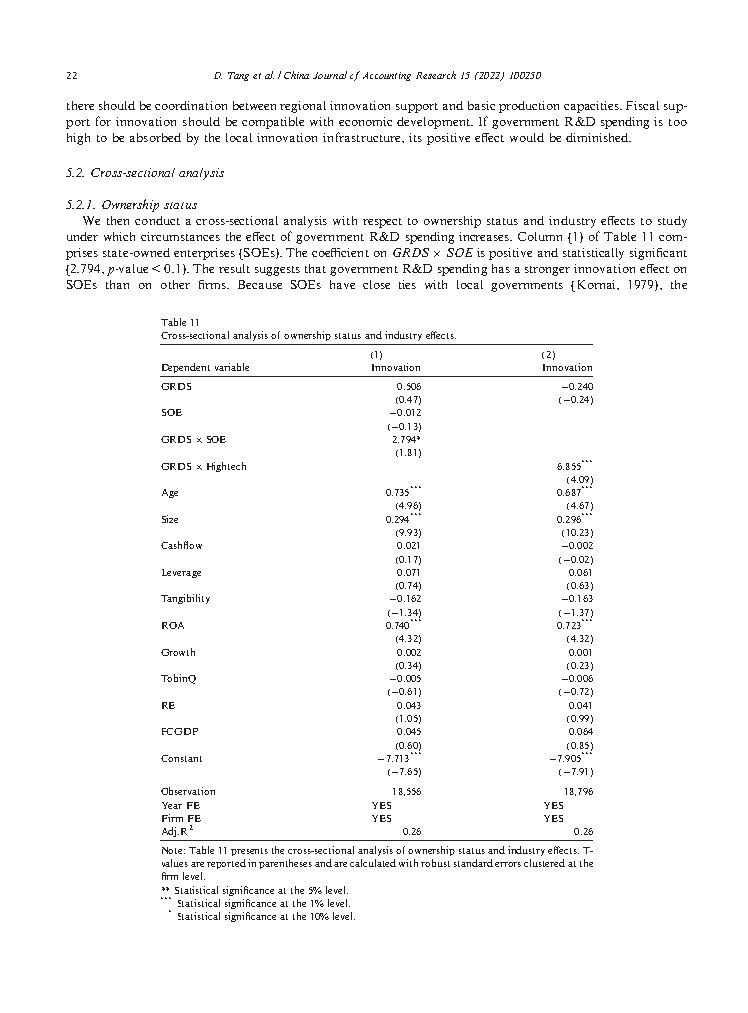 22 D. Tang et al. / China Journal of Accounting Research 15 (2022) 100250
there should be coordination between regional innovation support and basic production capacities. Fiscal sup-
port for innovation should be compatible with economic development. If government R&D spending is too
high to be absorbed by the local innovation infrastructure, its positive effect would be diminished.
5.2. Cross-sectional analysis
5.2.1. Ownership status
We then conduct a cross-sectional analysis with respect to ownership status and industry effects to study
under which circumstances the effect of government R&D spending increases. Column (1) of Table 11 com-
prises state-owned enterprises (SOEs). The coefficient on GRDS × SOE is positive and statistically significant
(2.794, p-value < 0.1). The result suggests that government R&D spending has a stronger innovation effect on
SOEs than on other firms. Because SOEs have close ties with local governments (Kornai, 1979), the
Table 11
Cross-sectional analysis of ownership status and industry effects.
(1) (2)
Dependent variable Innovation Innovation
GRDS 0.506 −0.240
(0.47) (−0.24)
SOE −0.012
(−0.13)
GRDS × SOE 2.794*
(1.81)
GRDS × Hightech 6.855***
(4.09)
Age 0.735*** 0.687***
(4.96) (4.67)
Size 0.294*** 0.296***
(9.93) (10.23)
Cashflow 0.021 −0.002
(0.17) (−0.02)
Leverage 0.071 0.061
(0.74) (0.63)
Tangibility −0.162 −0.163
(−1.34) (−1.37)
ROA 0.740*** 0.723***
(4.32) (4.32)
Growth 0.002 0.001
(0.34) (0.23)
TobinQ −0.005 −0.006
(−0.61) (−0.72)
RE 0.043 0.041
(1.05) (0.99)
FCGDP 0.045 0.064
(0.60) (0.85)
Constant −7.713*** −7.905***
(−7.65) (−7.91)
Observation 18,556 18,796
Year FE YES YES
Firm FE YES YES
Adj.R² 0.26 0.26
Note: Table 11 presents the cross-sectional analysis of ownership status and industry effects. T-
values are reported in parentheses and are calculated with robust standard errors clustered at the
firm level.
** Statistical significance at the 5% level.
*** Statistical significance at the 1% level.
* Statistical significance at the 10% level.